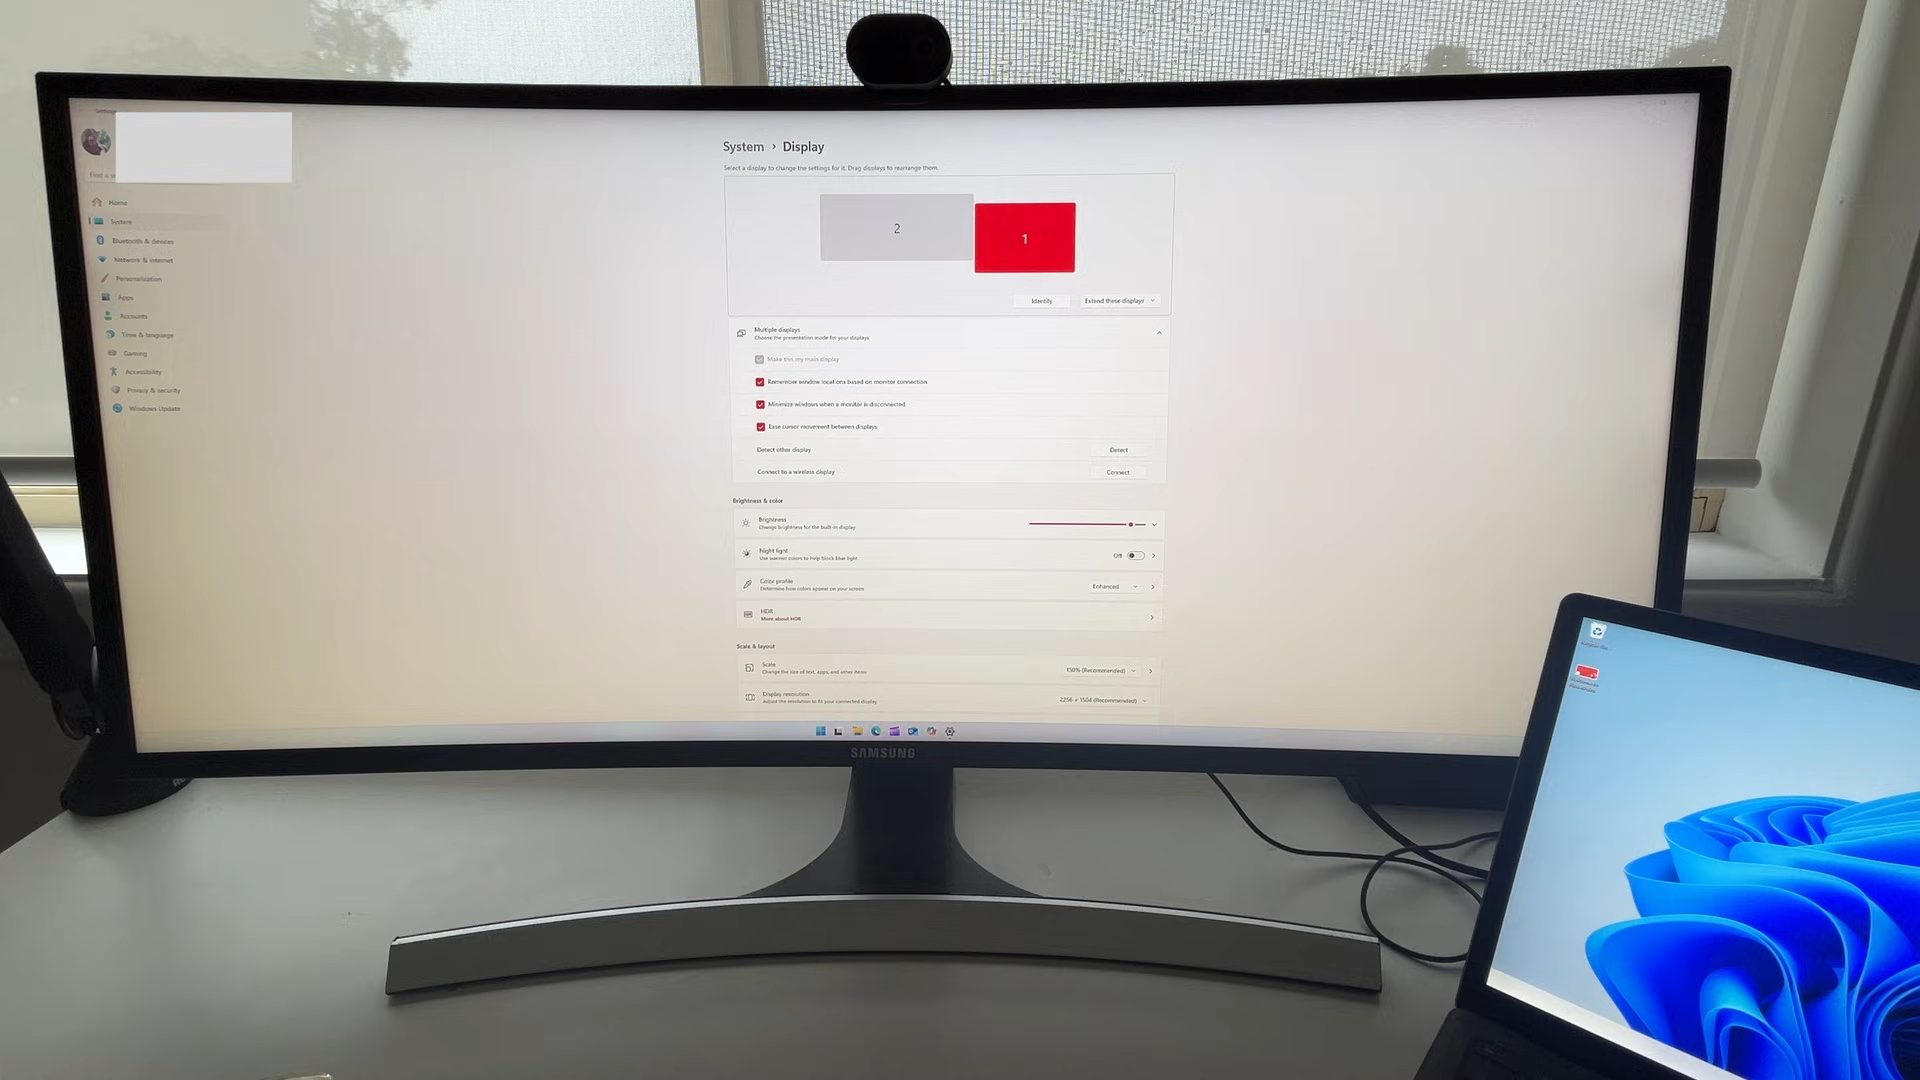 Settings
System › Display
Select a display to change the settings for it. Drag displays to rearrange them.
2
1
Identify
Extend these displays
Home
System
Bluetooth & devices
Network & internet
Personalization
Apps
Accounts
Time & language
Gaming
Accessibility
Privacy & security
Windows Update
Multiple displays
Choose the presentation mode for your displays
Make this my main display
Remember window locations based on monitor connection
Minimize windows when a monitor is disconnected
Ease cursor movement between displays
Detect other display
Detect
Connect to a wireless display
Connect
Brightness & color
Brightness
Change brightness for the built-in display
Night light
Use warmer colors to help block blue light
Off
Color profile
Determine how colors appear on your screen
Enhanced
HDR
More about HDR
Scale & layout
Scale
Change the size of text, apps, and other items
150% (Recommended)
Display resolution
Adjust the resolution to fit your connected display
2256 × 1504 (Recommended)
SAMSUNG